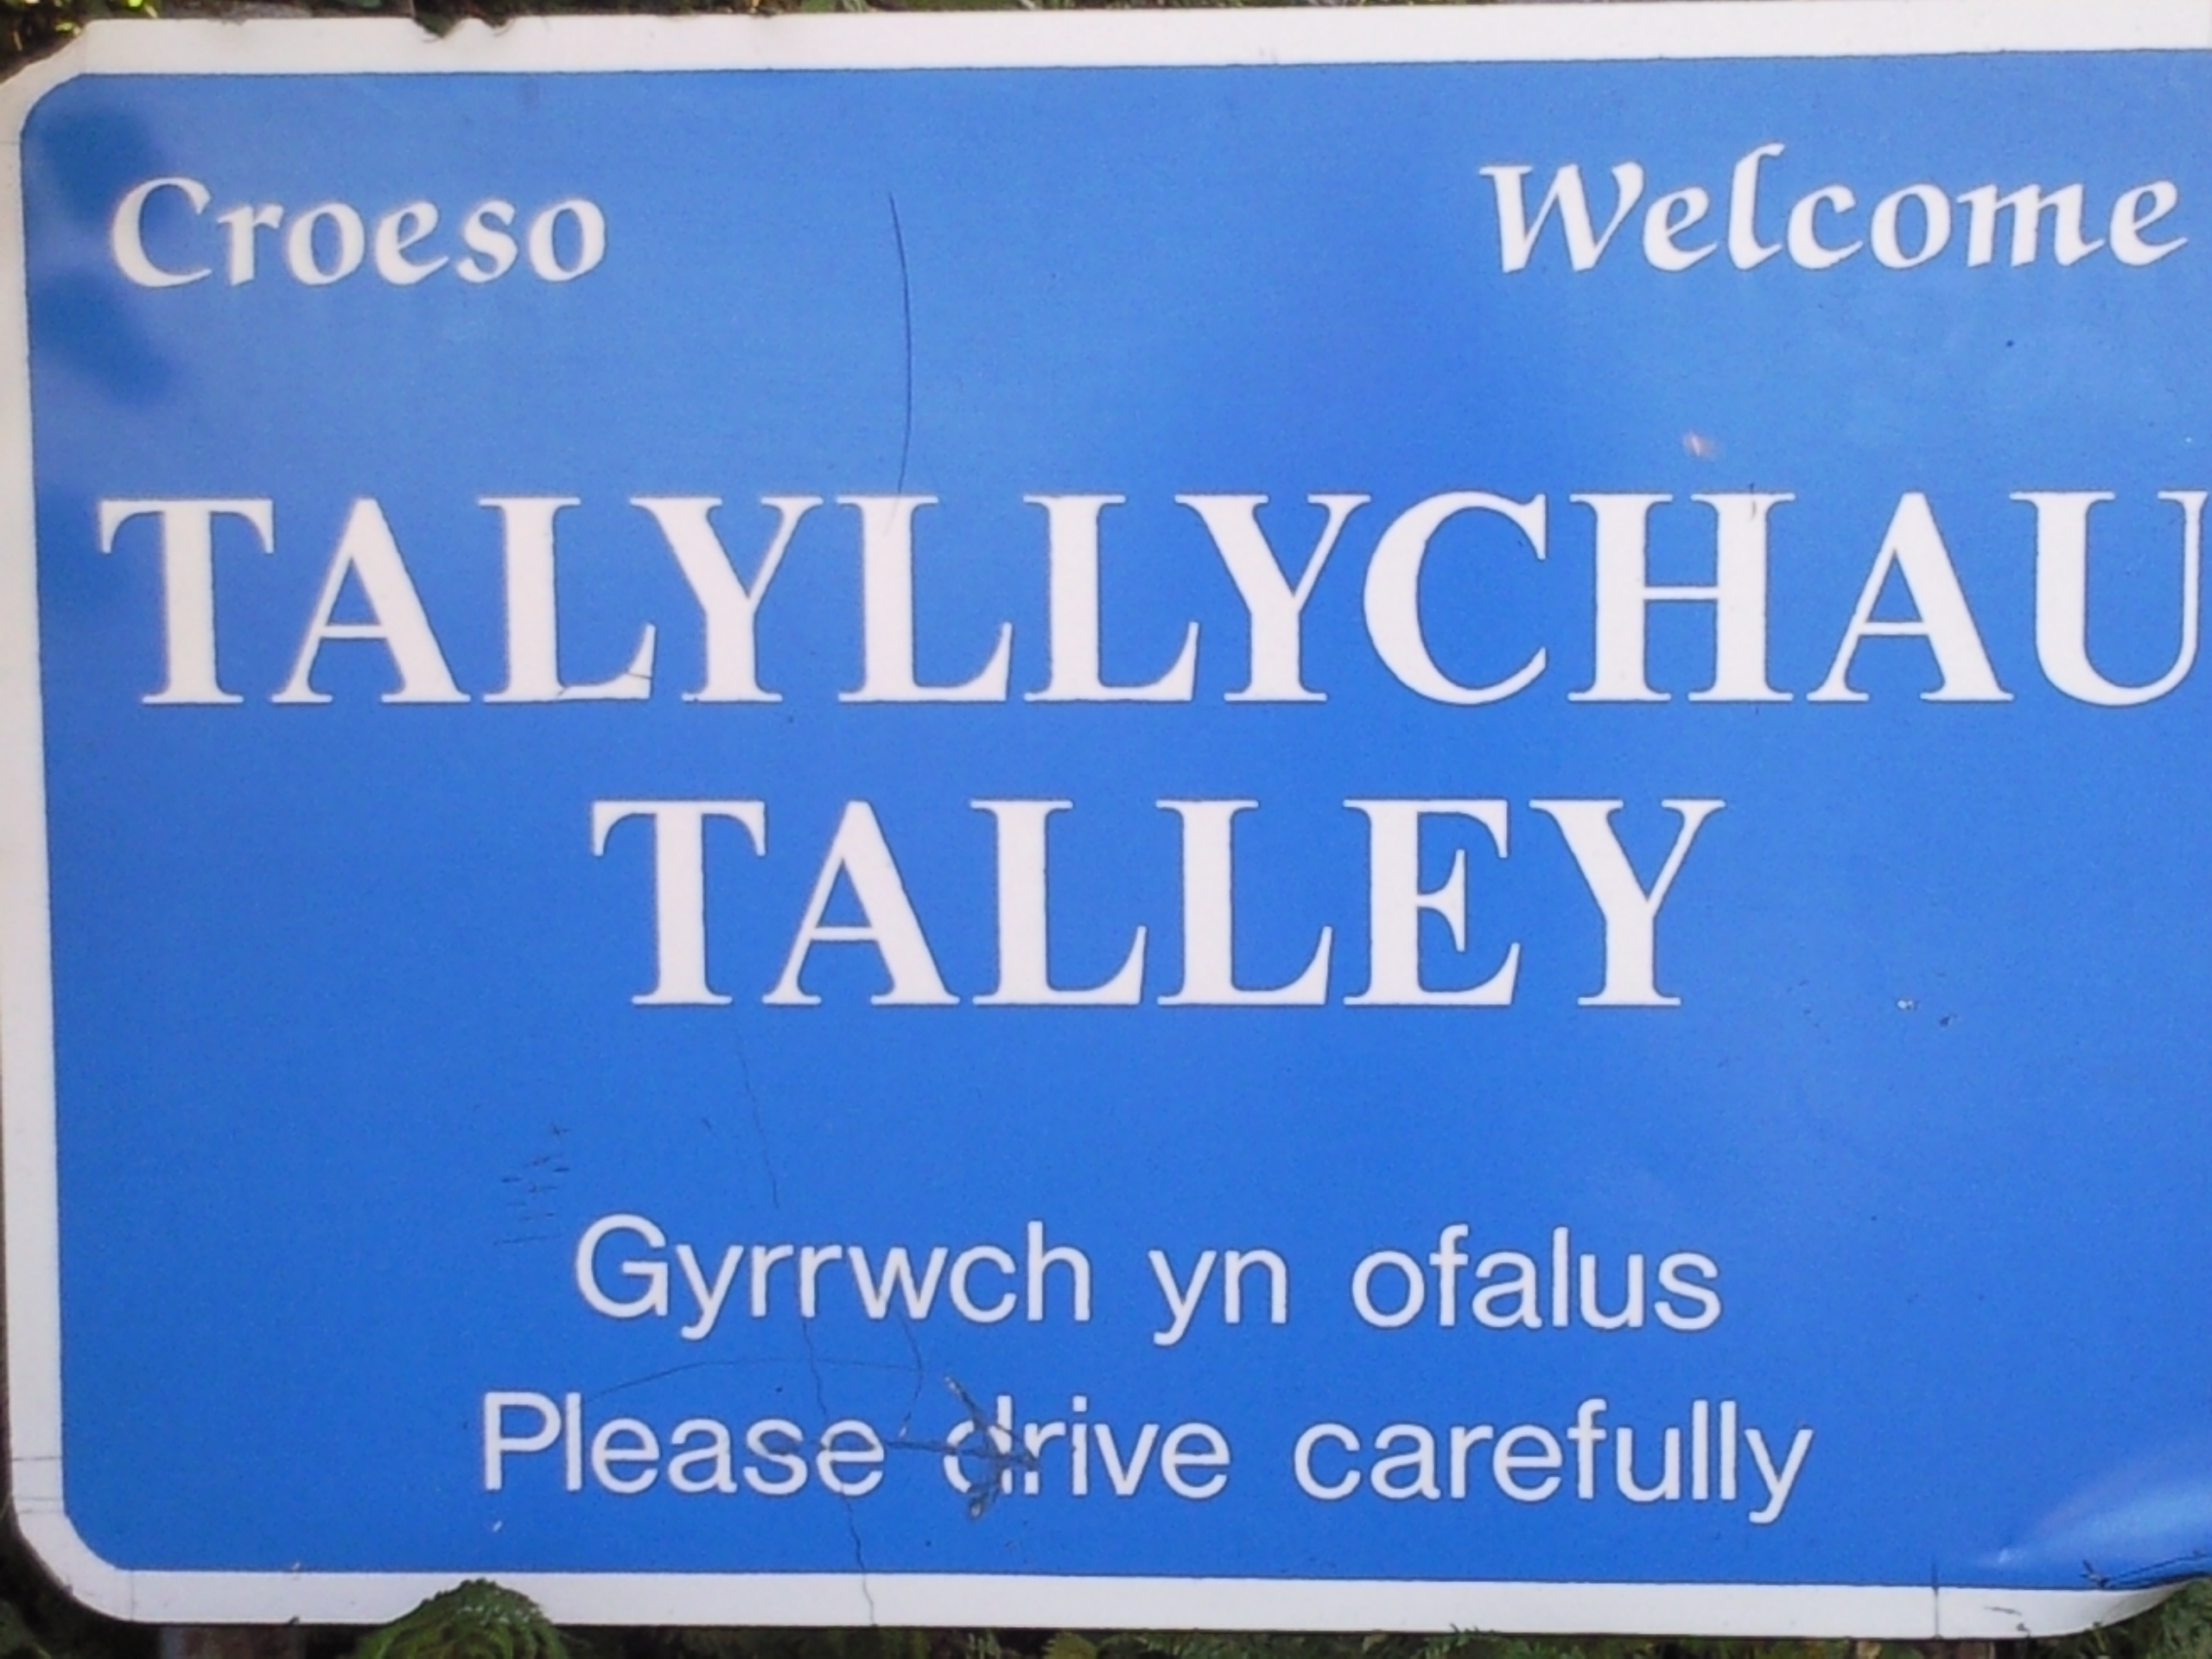 Croeso Welcome
TALYLLYCHAU
TALLEY
Gyrrwch yn ofalus
Please drive carefully